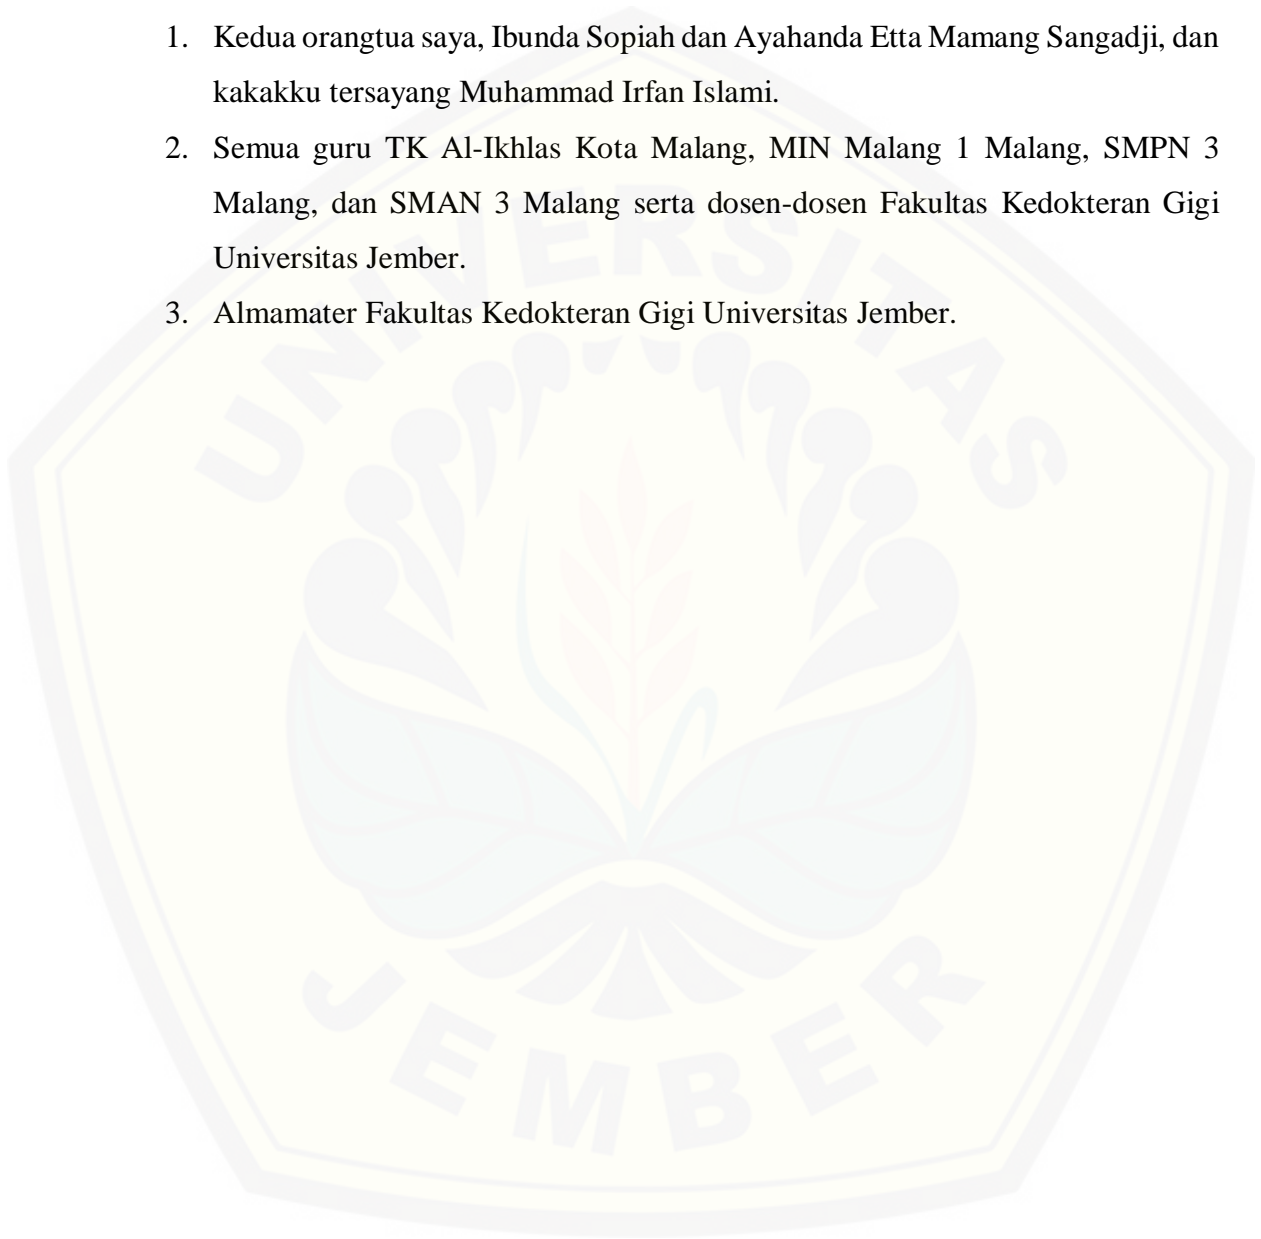 1. Kedua orangtua saya, Ibunda Sopiah dan Ayahanda Etta Mamang Sangadji, dan
kakakku tersayang Muhammad Irfan Islami.
2. Semua guru TK Al-Ikhlas Kota Malang, MIN Malang 1 Malang, SMPN 3
Malang, dan SMAN 3 Malang serta dosen-dosen Fakultas Kedokteran Gigi
Universitas Jember.
3. Almamater Fakultas Kedokteran Gigi Universitas Jember.
UNIVERSITAS
JEMBER